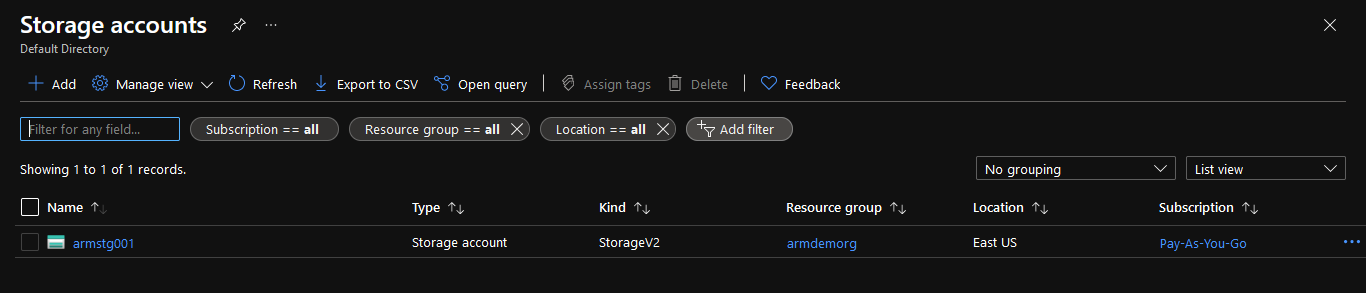 Storage accounts
Default Directory
Add Manage view Refresh Export to CSV Open query Assign tags Delete Feedback
Filter for any field... Subscription == all Resource group == all Location == all Add filter
Showing 1 to 1 of 1 records. No grouping List view
Name Type Kind Resource group Location Subscription
armstg001 Storage account StorageV2 armdemorg East US Pay-As-You-Go